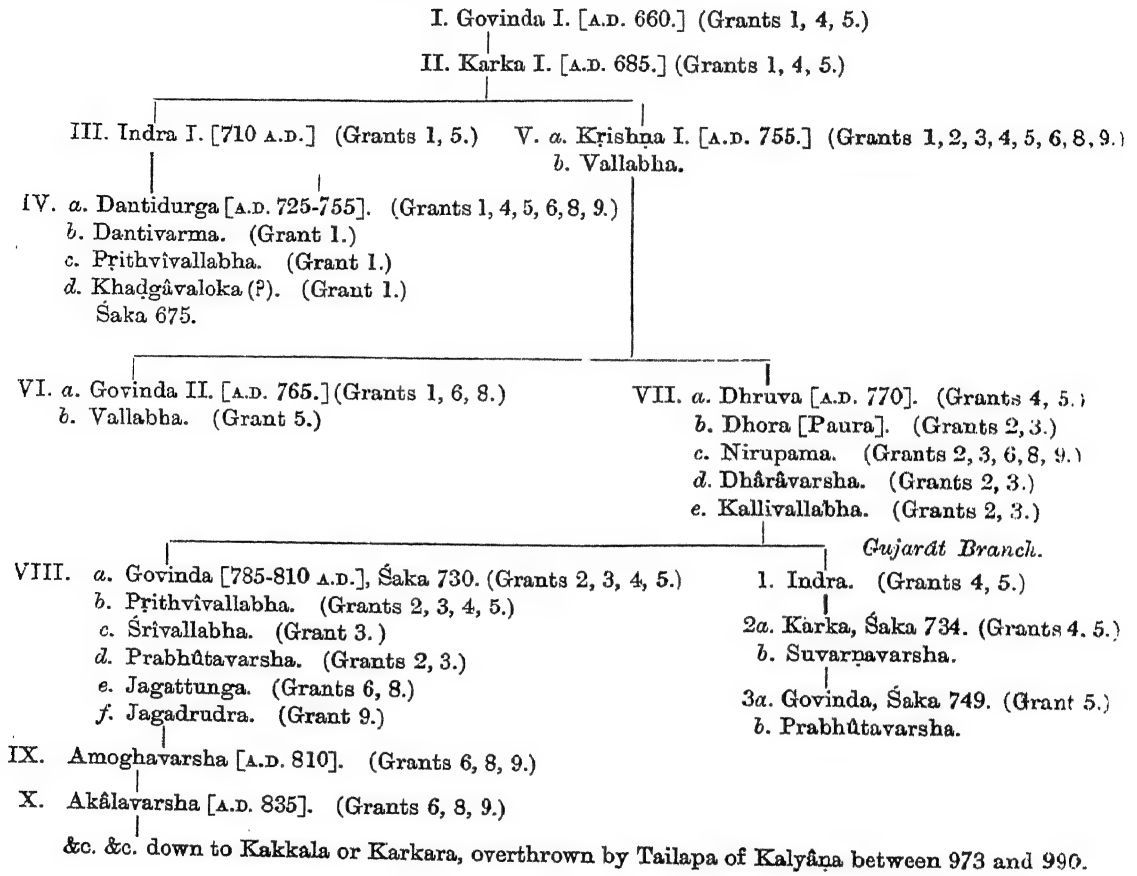 I. Govinda I. [A.D. 660.] (Grants 1, 4, 5.)
II. Karka I. [A.D. 685.] (Grants 1, 4, 5.)
III. Indra I. [710 A.D.] (Grants 1, 5.) V. a. Kṛishṇa I. [A.D. 755.] (Grants 1, 2, 3, 4, 5, 6, 8, 9.)
b. Vallabha.
IV. a. Dantidurga [A.D. 725-755]. (Grants 1, 4, 5, 6, 8, 9.)
b. Dantivarma. (Grant 1.)
c. Pṛithvîvallabha. (Grant 1.)
d. Khaḍgâvaloka (?). (Grant 1.)
Śaka 675.
VI. a. Govinda II. [A.D. 765.] (Grants 1, 6, 8.)
b. Vallabha. (Grant 5.)
VII. a. Dhruva [A.D. 770]. (Grants 4, 5.)
b. Dhora [Paura]. (Grants 2, 3.)
c. Nirupama. (Grants 2, 3, 6, 8, 9.)
d. Dhârâvarsha. (Grants 2, 3.)
e. Kallivallabha. (Grants 2, 3.)
VIII. a. Govinda [785-810 A.D.], Śaka 730. (Grants 2, 3, 4, 5.)
b. Pṛithvîvallabha. (Grants 2, 3, 4, 5.)
c. Śrîvallabha. (Grant 3.)
d. Prabhûtavarsha. (Grants 2, 3.)
e. Jagattunga. (Grants 6, 8.)
f. Jagadrudra. (Grant 9.)
Gujarât Branch.
1. Indra. (Grants 4, 5.)
2a. Karka, Śaka 734. (Grants 4. 5.)
b. Suvarṇavarsha.
3a. Govinda, Śaka 749. (Grant 5.)
b. Prabhûtavarsha.
IX. Amoghavarsha [A.D. 810]. (Grants 6, 8, 9.)
X. Akâlavarsha [A.D. 835]. (Grants 6, 8, 9.)
&c. &c. down to Kakkala or Karkara, overthrown by Tailapa of Kalyâṇa between 973 and 990.